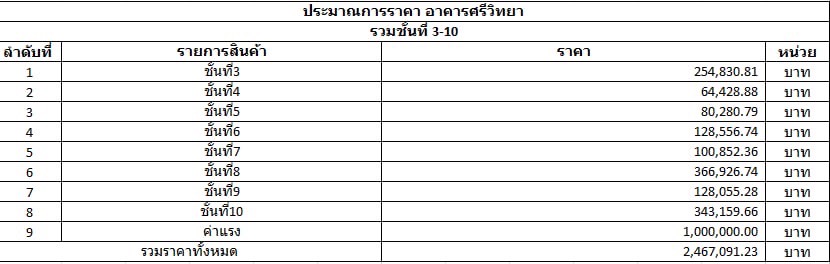 ประมาณการราคา อาคารศรีวิทยา
รวมชั้นที่ 3-10
ลำดับที่ รายการสินค้า ราคา หน่วย
1 ชั้นที่3 254,830.81 บาท
2 ชั้นที่4 64,428.88 บาท
3 ชั้นที่5 80,280.79 บาท
4 ชั้นที่6 128,556.74 บาท
5 ชั้นที่7 100,852.36 บาท
6 ชั้นที่8 366,926.74 บาท
7 ชั้นที่9 128,055.28 บาท
8 ชั้นที่10 343,159.66 บาท
9 ค่าแรง 1,000,000.00 บาท
รวมราคาทั้งหมด 2,467,091.23 บาท